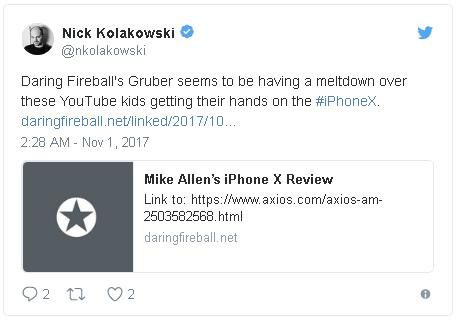 Nick Kolakowski
@nkolakowski
Daring Fireball's Gruber seems to be having a meltdown over
these YouTube kids getting their hands on the #iPhoneX.
daringfireball.net/linked/2017/10...
2:28 AM - Nov 1, 2017
Mike Allen's iPhone X Review
Link to: https://www.axios.com/axios-am-
2503582568.html
daringfireball.net
2 2